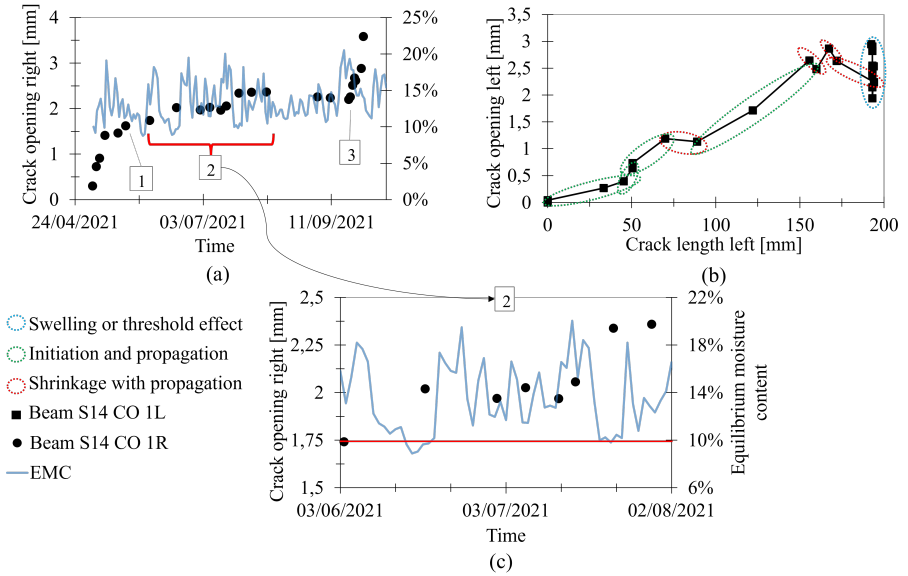 4
3
2
1
0
Crack opening right [mm]
25%
20%
15%
10%
5%
0%
1
2
3
24/04/2021
03/07/2021
11/09/2021
Time
(a)
3.5
3
2.5
2
1.5
1
0,5
0
Crack opening left [mm]
0
50
100
150
200
Crack length left [mm]
(b)
Swelling or threshold effect
Initiation and propagation
Shrinkage with propagation
Beam S14 CO 1L
Beam S14 CO 1R
EMC
2
2,5
2,25
2
1,75
1,5
Crack opening right [mm]
22%
18%
14%
10%
6%
Equilibrium moisture
content
03/06/2021
03/07/2021
02/08/2021
Time
(c)